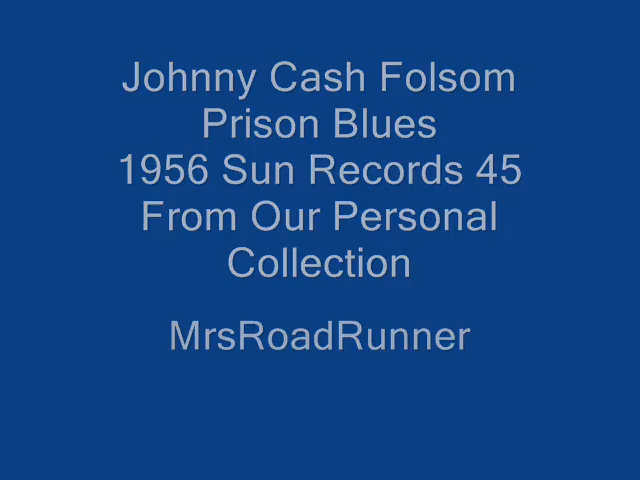 Johnny Cash Folsom
Prison Blues
1956 Sun Records 45
From Our Personal
Collection
MrsRoadRunner